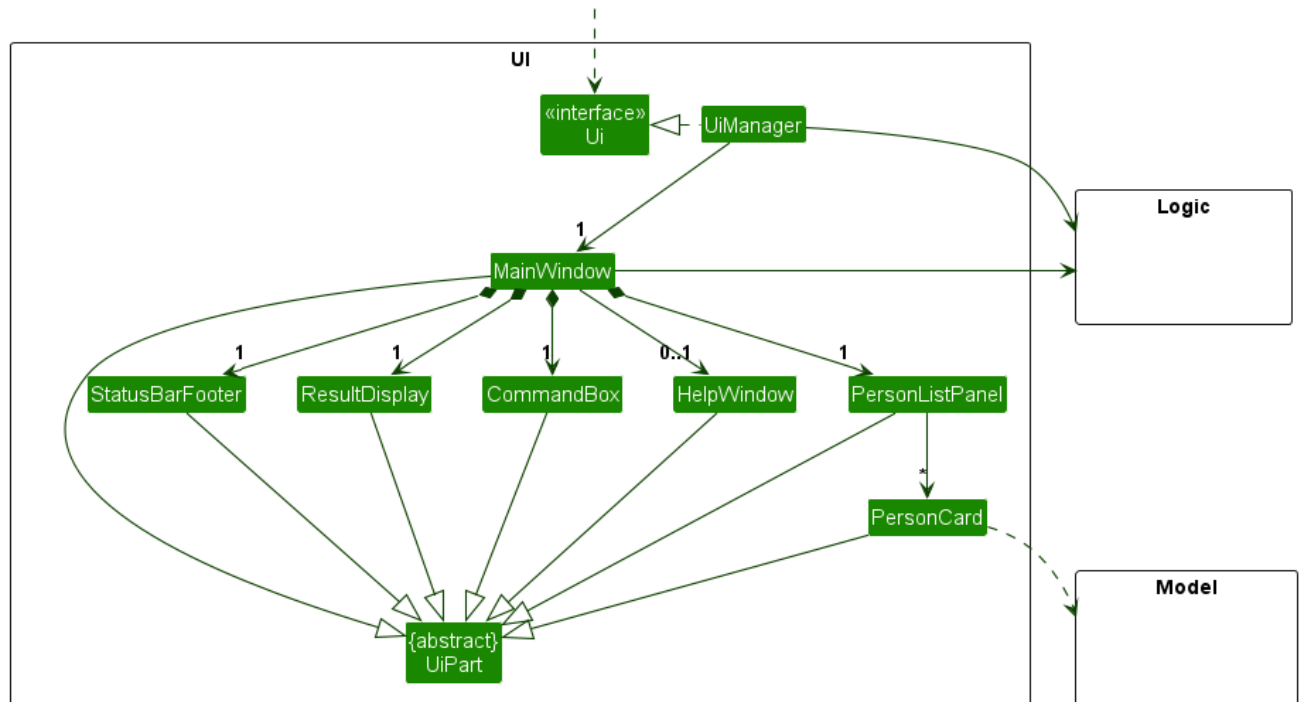 UI
«interface»
Ui
UiManager
Logic
1
MainWindow
1
1
1
0..1
1
StatusBarFooter
ResultDisplay
CommandBox
HelpWindow
PersonListPanel
*
PersonCard
Model
{abstract}
UiPart